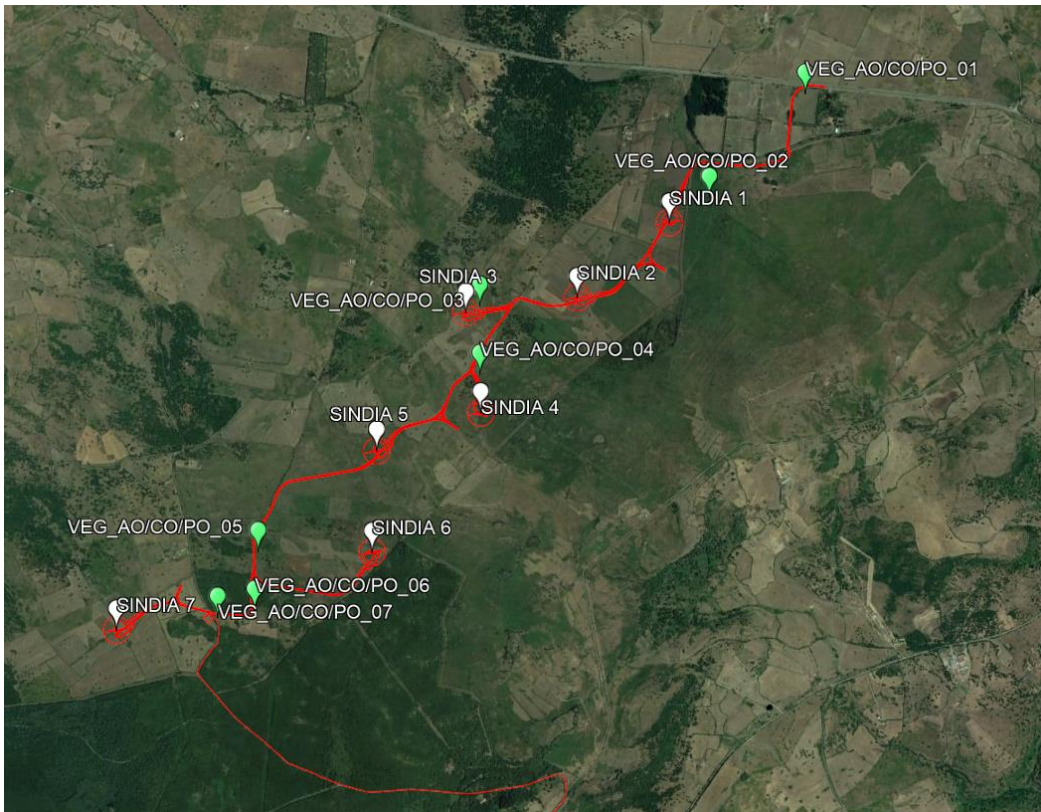 VEG_AO/CO/PO_01
VEG_AO/CO/PO_02
SINDIA 1
SINDIA 2
SINDIA 3
VEG_AO/CO/PO_03
VEG_AO/CO/PO_04
SINDIA 4
SINDIA 5
VEG_AO/CO/PO_05
SINDIA 6
VEG_AO/CO/PO_06
SINDIA 7
VEG_AO/CO/PO_07